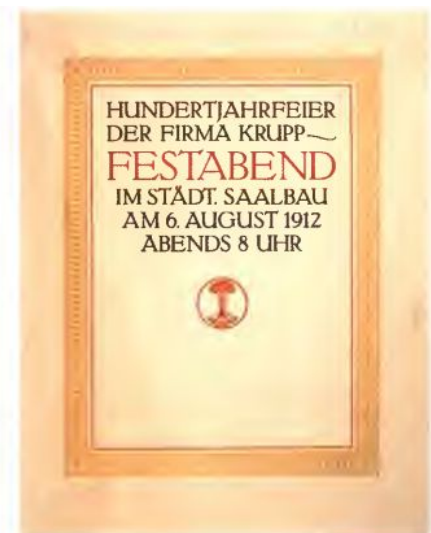 HUNDERTJAHRFEIER
DER FIRMA KRUPP
FESTABEND
IM STÄDT. SAALBAU
AM 6. AUGUST 1912
ABENDS 8 UHR